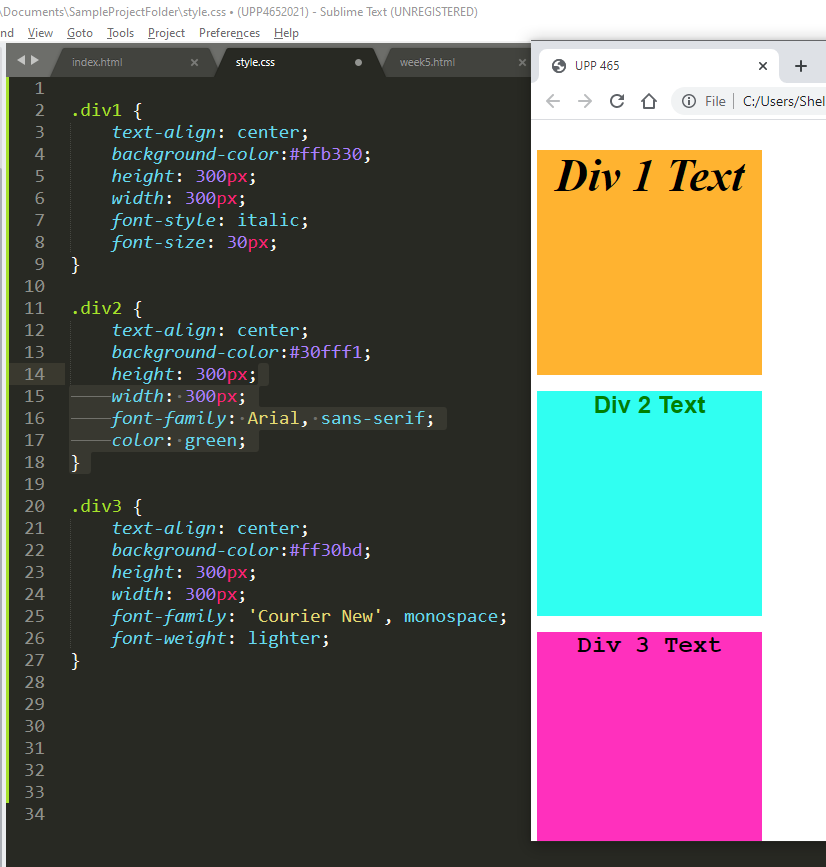 \Documents\SampleProjectFolder\style.css • (UPP4652021) - Sublime Text (UNREGISTERED)
nd View Goto Tools Project Preferences Help
index.html × style.css week5.html ×
1
2 .div1 {
3 text-align: center;
4 background-color:#ffb330;
5 height: 300px;
6 width: 300px;
7 font-style: italic;
8 font-size: 30px;
9 }
10
11 .div2 {
12 text-align: center;
13 background-color:#30fff1;
14 height: 300px;
15 width: 300px;
16 font-family: Arial, sans-serif;
17 color: green;
18 }
19
20 .div3 {
21 text-align: center;
22 background-color:#ff30bd;
23 height: 300px;
24 width: 300px;
25 font-family: 'Courier New', monospace;
26 font-weight: lighter;
27 }
28
29
30
31
32
33
34
UPP 465
File | C:/Users/Shel
Div 1 Text
Div 2 Text
Div 3 Text